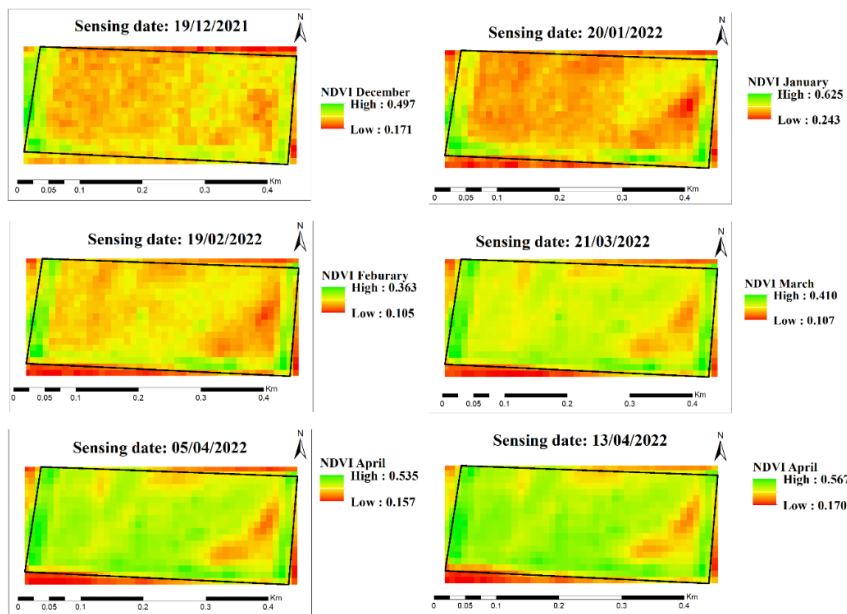 Sensing date: 19/12/2021
N
NDVI December
High : 0.497
Low : 0.171
Km
0 0.05 0.1 0.2 0.3 0.4
Sensing date: 20/01/2022
N
NDVI January
High : 0.625
Low : 0.243
Km
0 0.05 0.1 0.2 0.3 0.4
Sensing date: 19/02/2022
N
NDVI Feburary
High : 0.363
Low : 0.105
Km
0 0.05 0.1 0.2 0.3 0.4
Sensing date: 21/03/2022
N
NDVI March
High : 0.410
Low : 0.107
Km
0 0.05 0.1 0.2 0.3 0.4
Sensing date: 05/04/2022
N
NDVI April
High : 0.535
Low : 0.157
Km
0 0.05 0.1 0.2 0.3 0.4
Sensing date: 13/04/2022
N
NDVI April
High : 0.567
Low : 0.170
Km
0 0.05 0.1 0.2 0.3 0.4